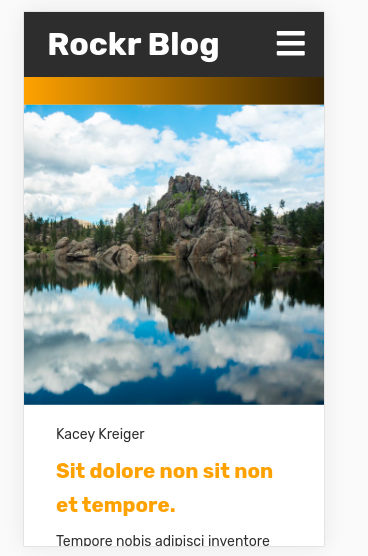 Rockr Blog
Kacey Kreiger
Sit dolore non sit non
et tempore.
Tempore nobis adipisci inventore